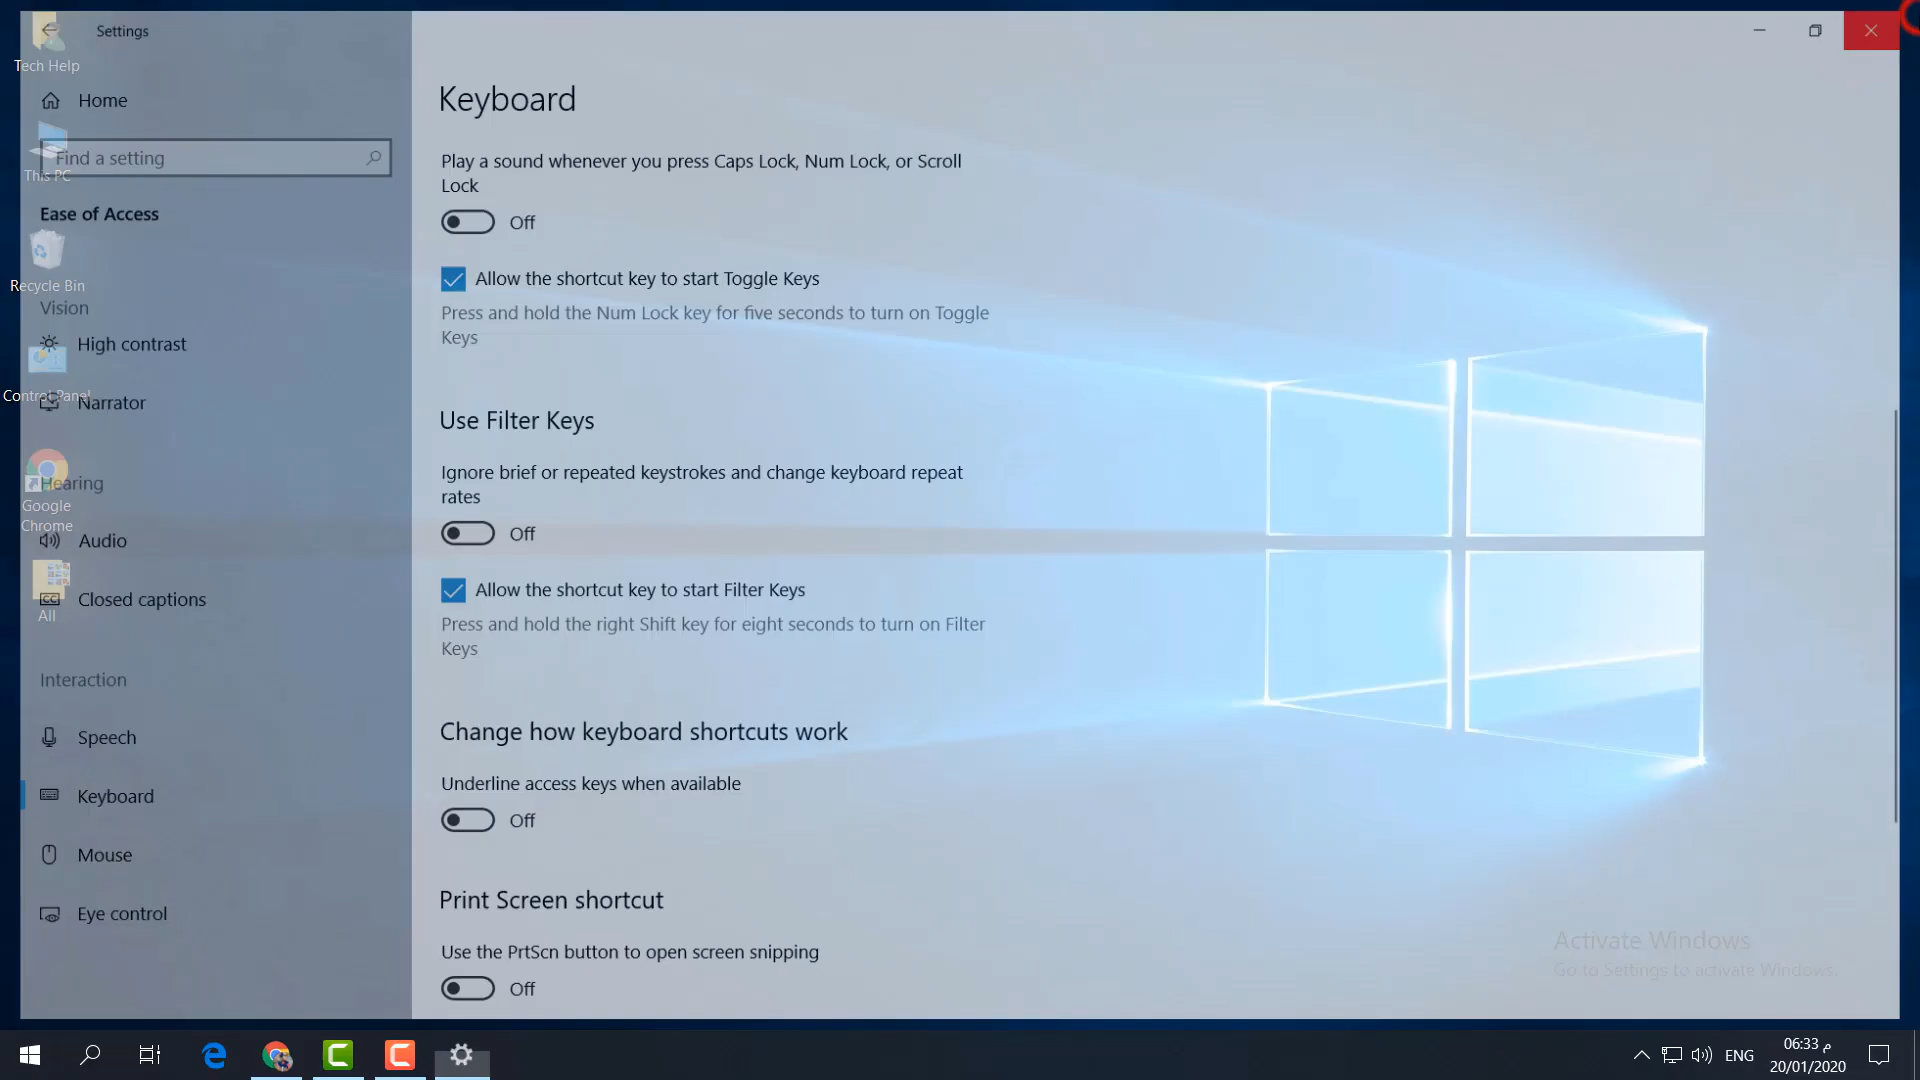 Settings
Tech Help
Home
Find a setting
This PC
Ease of Access
Recycle Bin
Vision
High contrast
Control Panel
Narrator
Hearing
Google
Chrome
Audio
Closed captions
All
Interaction
Speech
Keyboard
Mouse
Eye control
Keyboard
Play a sound whenever you press Caps Lock, Num Lock, or Scroll
Lock
Off
Allow the shortcut key to start Toggle Keys
Press and hold the Num Lock key for five seconds to turn on Toggle
Keys
Use Filter Keys
Ignore brief or repeated keystrokes and change keyboard repeat
rates
Off
Allow the shortcut key to start Filter Keys
Press and hold the right Shift key for eight seconds to turn on Filter
Keys
Change how keyboard shortcuts work
Underline access keys when available
Off
Print Screen shortcut
Use the PrtScn button to open screen snipping
Off
Activate Windows
Go to Settings to activate Windows.
ENG
06:33 م
20/01/2020